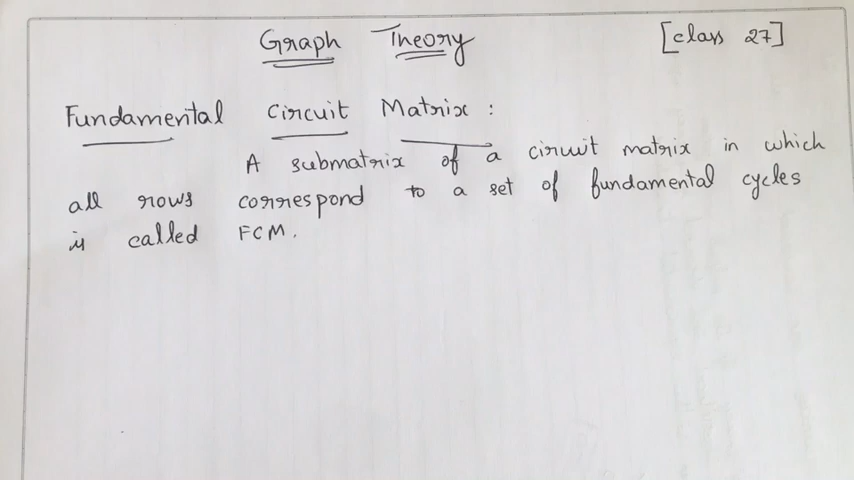 Graph Theory [class 27]
Fundamental Circuit Matrix :
A submatrix of a circuit matrix in which
all rows correspond to a set of fundamental cycles
is called FCM.